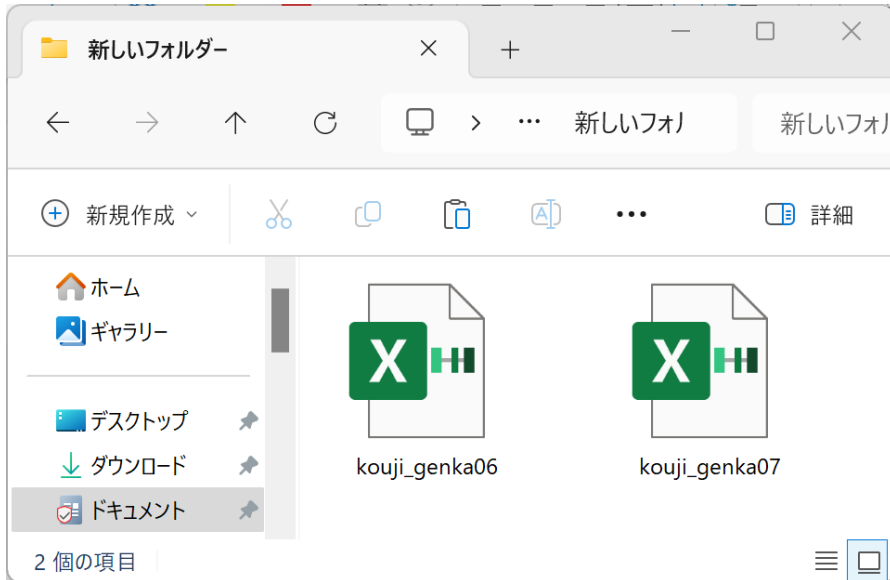 新しいフォルダー
新しいフォ
新しいフォ
新規作成
詳細
ホーム
ギャラリー
デスクトップ
ダウンロード
ドキュメント
kouji_genka06
kouji_genka07
2 個の項目